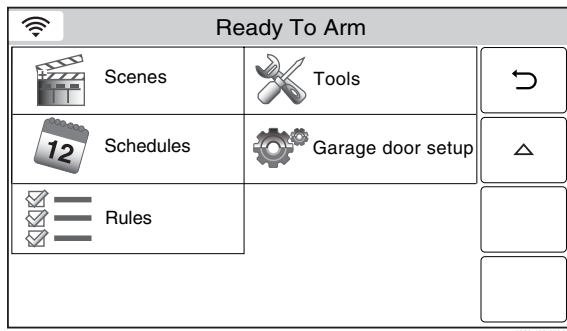 Ready To Arm
Scenes
Tools
12
Schedules
Garage door setup
Rules